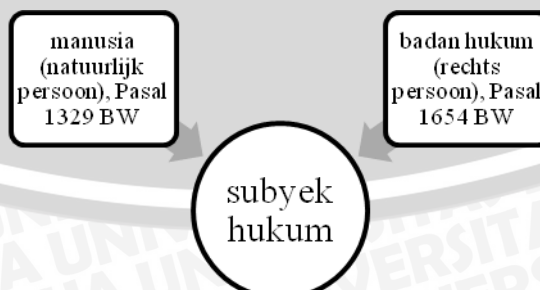 manusia
(natuurlijk
persoon), Pasal
1329 BW
badan hukum
(rechts
persoon), Pasal
1654 BW
subyek
hukum